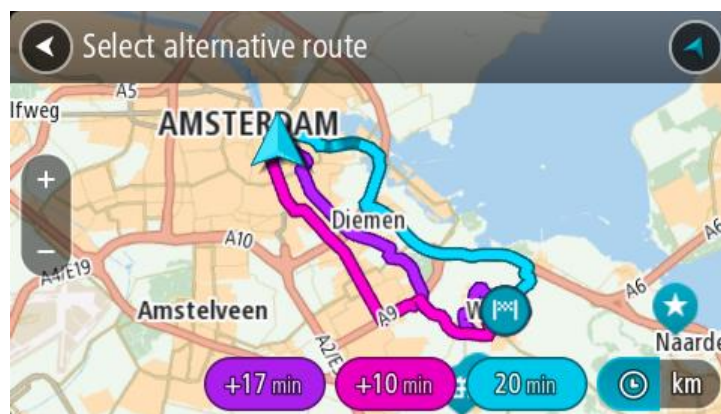 Select alternative route
A5
lfweg
AMSTERDAM
+
Diemen
A10
A6
–
A4/E19
A6
Amstelveen
W
A9
Naarde
A2/E
+17 min
+10 min
20 min
km